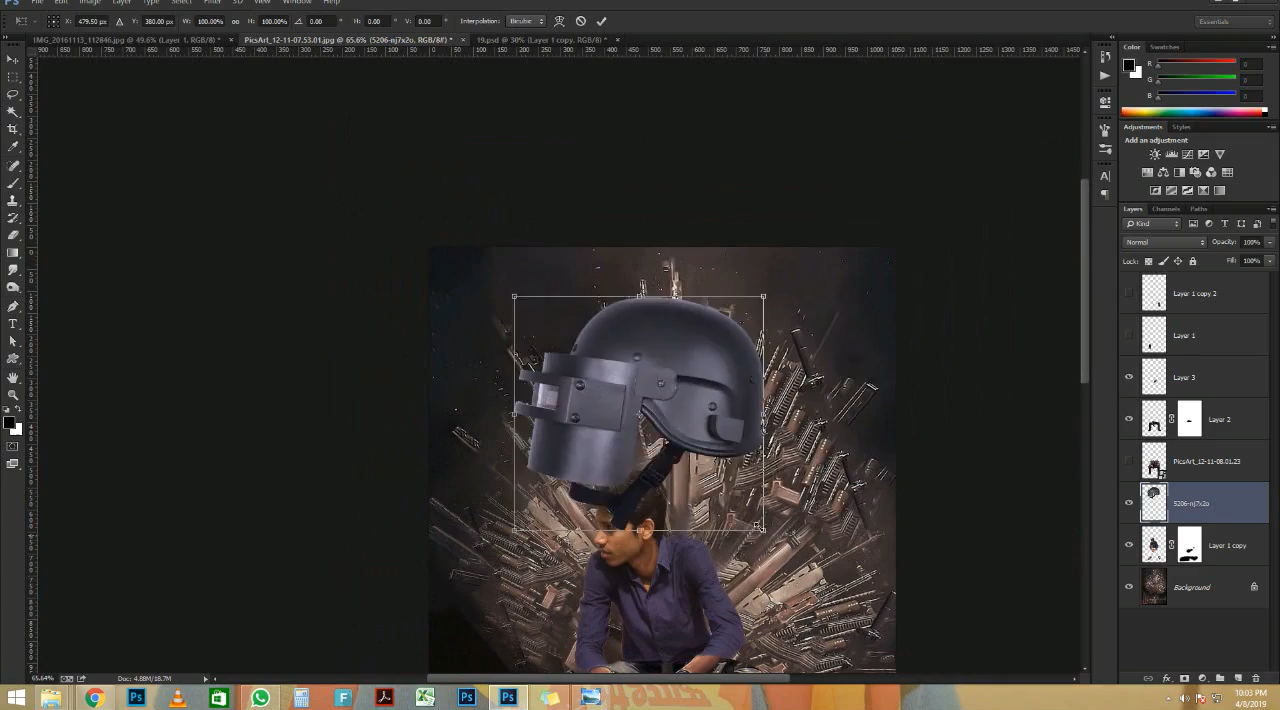 File Edit Image Layer Type Select Filter 3D View Window Help
X: 479.50 px Y: 380.00 px W: 100.00% H: 100.00% 0.00 ° H: 0.00 ° V: 0.00 ° Interpolation: Bicubic Essentials
IMG_20161113_112846.jpg @ 49.6% (Layer 1, RGB/8) * × PicsArt_12-11-07.53.01.jpg @ 65.6% (5206-nj7x2o, RGB/8#) * × 19.psd @ 30% (Layer 1 copy, RGB/8) * ×
Color Swatches
R 0
G 0
B 0
Adjustments Styles
Add an adjustment
Layers Channels Paths
Kind
Normal Opacity: 100%
Lock: Fill: 100%
Layer 1 copy 2
Layer 1
Layer 3
Layer 2
PicsArt_12-11-08.01.23
5206-nj7x2o
Layer 1 copy
Background
65.64% Doc: 4.88M/18.7M
10:03 PM
4/8/2019